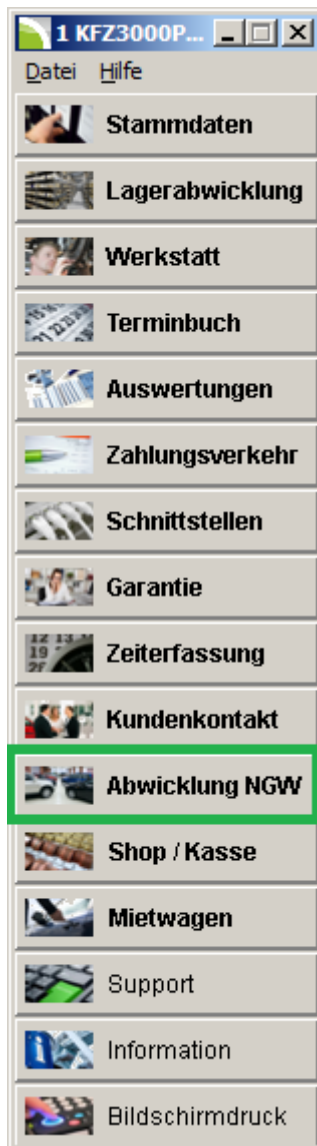 1 KFZ3000P...
Datei Hilfe
Stammdaten
Lagerabwicklung
Werkstatt
Terminbuch
Auswertungen
Zahlungsverkehr
Schnittstellen
Garantie
Zeiterfassung
Kundenkontakt
Abwicklung NGW
Shop / Kasse
Mietwagen
Support
Information
Bildschirmdruck